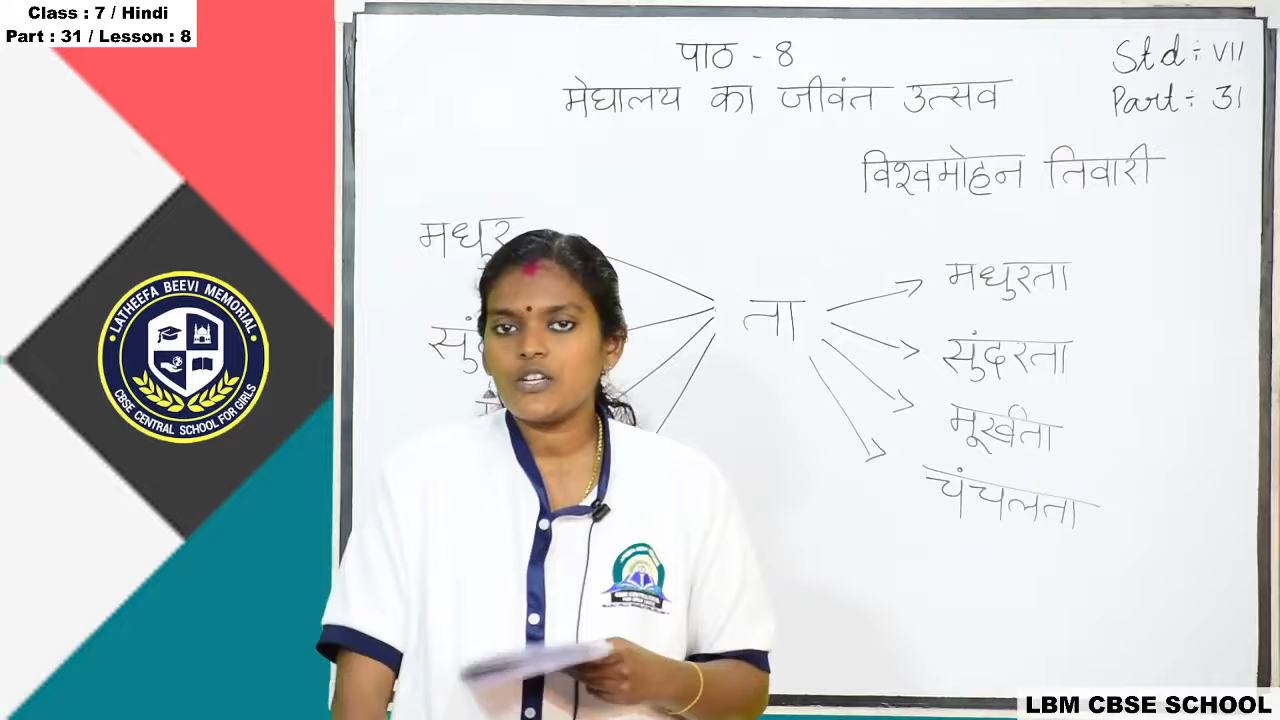 Class : 7 / Hindi
Part : 31 / Lesson : 8
पाठ - 8
Std : VII
मेघालय का जीवंत उत्सव
Part : 31
विश्वमोहन तिवारी
मधुर
ता
मधुरता
सुंदरता
मूर्खता
चंचलता
LATHEEFA BEEVI MEMORIAL
CBSE CENTRAL SCHOOL FOR GIRLS
LBM CBSE SCHOOL